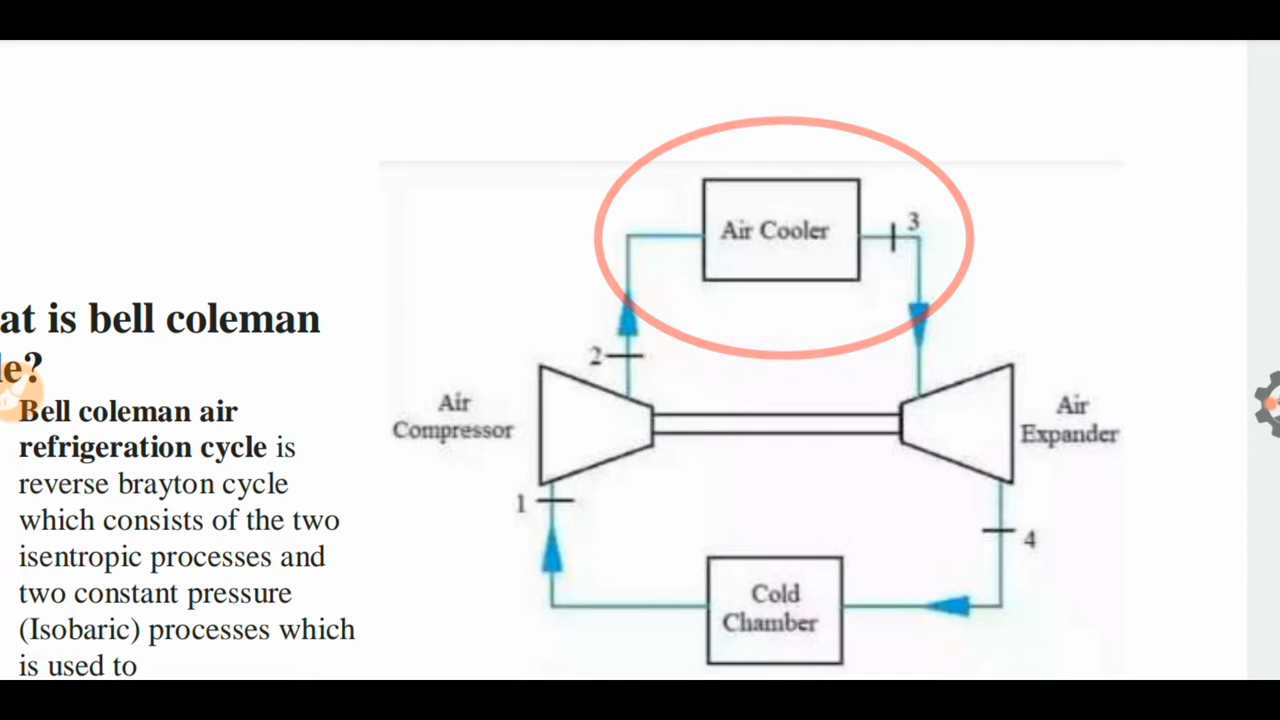 at is bell coleman
le?
Bell coleman air
refrigeration cycle is
reverse brayton cycle
which consists of the two
isentropic processes and
two constant pressure
(Isobaric) processes which
is used to
Air Cooler
3
2
Air
Compressor
Air
Expander
1
4
Cold
Chamber